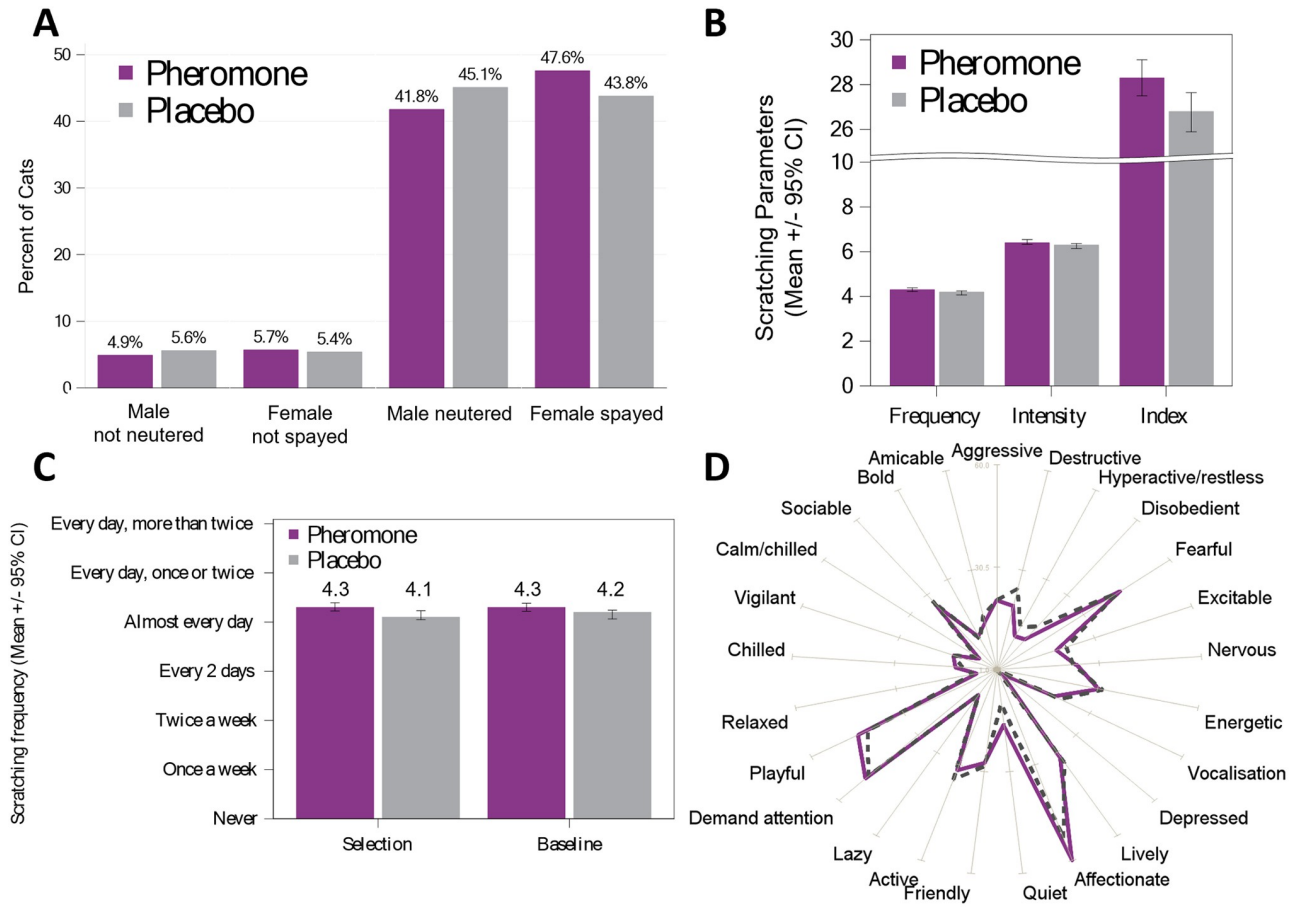 A
Pheromone
Placebo
Percent of Cats
50
40
30
20
10
0
4.9%
5.6%
5.7%
5.4%
41.8%
45.1%
47.6%
43.8%
Male
not neutered
Female
not spayed
Male neutered
Female spayed
B
Pheromone
Placebo
Scratching Parameters
(Mean +/- 95% CI)
30
28
26
10
8
6
4
2
0
Frequency
Intensity
Index
C
Pheromone
Placebo
Scratching frequency (Mean +/- 95% CI)
Every day, more than twice
Every day, once or twice
Almost every day
Every 2 days
Twice a week
Once a week
Never
4.3
4.1
4.3
4.2
Selection
Baseline
D
Aggressive
Destructive
Hyperactive/restless
Disobedient
Fearful
Excitable
Nervous
Energetic
Vocalisation
Depressed
Lively
Affectionate
Quiet
Friendly
Active
Lazy
Demand attention
Playful
Relaxed
Chilled
Vigilant
Calm/chilled
Sociable
Bold
Amicable
60.0
30.5